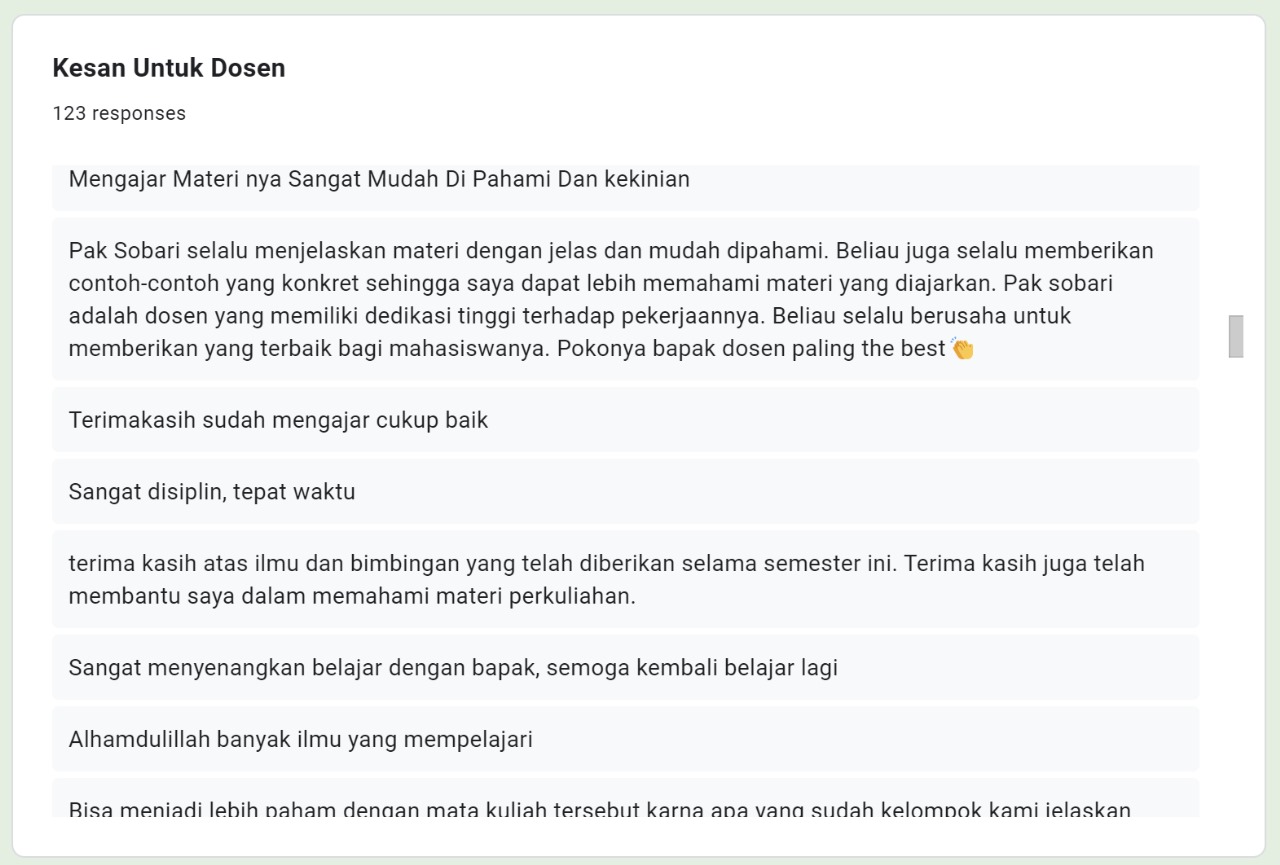 Kesan Untuk Dosen
123 responses
Mengajar Materi nya Sangat Mudah Di Pahami Dan kekinian
Pak Sobari selalu menjelaskan materi dengan jelas dan mudah dipahami. Beliau juga selalu memberikan
contoh-contoh yang konkret sehingga saya dapat lebih memahami materi yang diajarkan. Pak sobari
adalah dosen yang memiliki dedikasi tinggi terhadap pekerjaannya. Beliau selalu berusaha untuk
memberikan yang terbaik bagi mahasiswanya. Pokonya bapak dosen paling the best 👏
Terimakasih sudah mengajar cukup baik
Sangat disiplin, tepat waktu
terima kasih atas ilmu dan bimbingan yang telah diberikan selama semester ini. Terima kasih juga telah
membantu saya dalam memahami materi perkuliahan.
Sangat menyenangkan belajar dengan bapak, semoga kembali belajar lagi
Alhamdulillah banyak ilmu yang mempelajari
Bisa menjadi lebih paham dengan mata kuliah tersebut karna apa yang sudah kelompok kami jelaskan